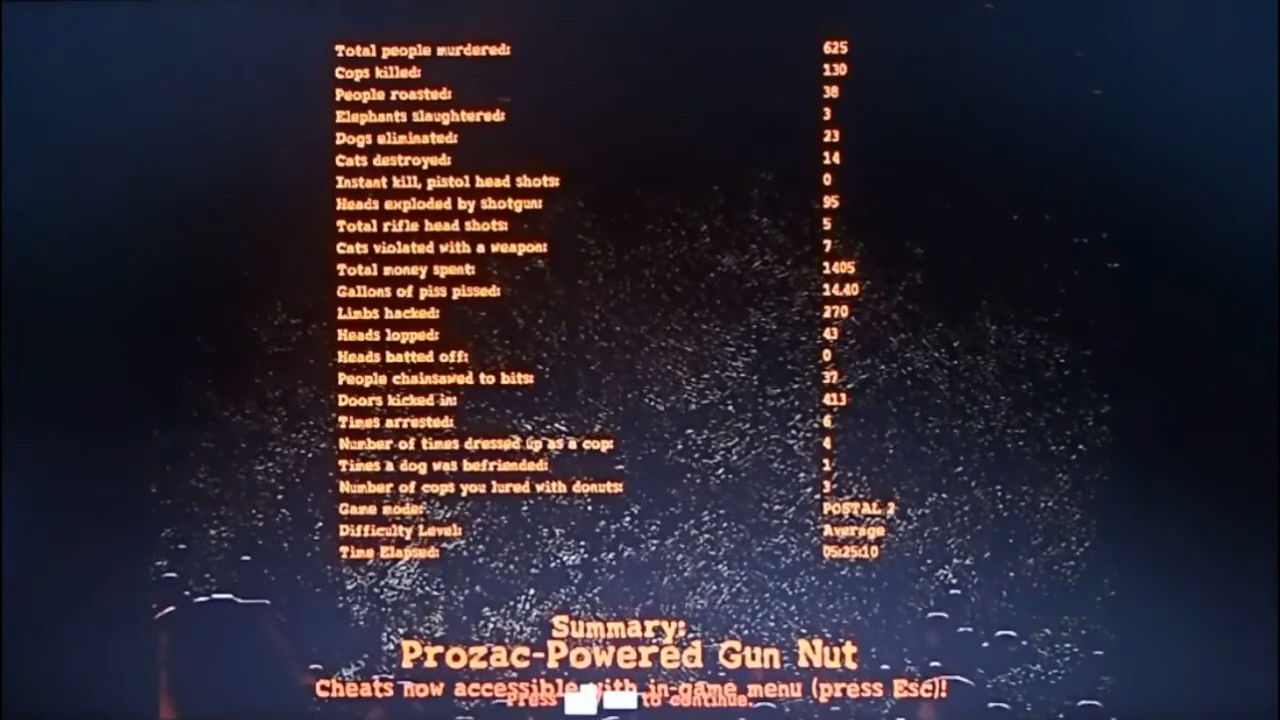 Total people murdered: 625
Cops killed: 130
People roasted: 38
Elephants slaughtered: 3
Dogs eliminated: 23
Cats destroyed: 14
Instant kill, pistol head shots: 0
Heads exploded by shotgun: 95
Total rifle head shots: 5
Cats violated with a weapon: 7
Total money spent: 1405
Gallons of piss pissed: 14.40
Limbs hacked: 270
Heads lopped: 43
Heads batted off: 0
People chainsawed to bits: 37
Doors kicked in: 413
Times arrested: 6
Number of times dressed up as a cop: 4
Times a dog was befriended: 1
Number of cops you lured with donuts: 3
Game mode: POSTAL 2
Difficulty Level: Average
Time Elapsed: 05:25:10
Summary:
Prozac-Powered Gun Nut
Cheats now accessible with in-game menu (press Esc)!
Press to continue.